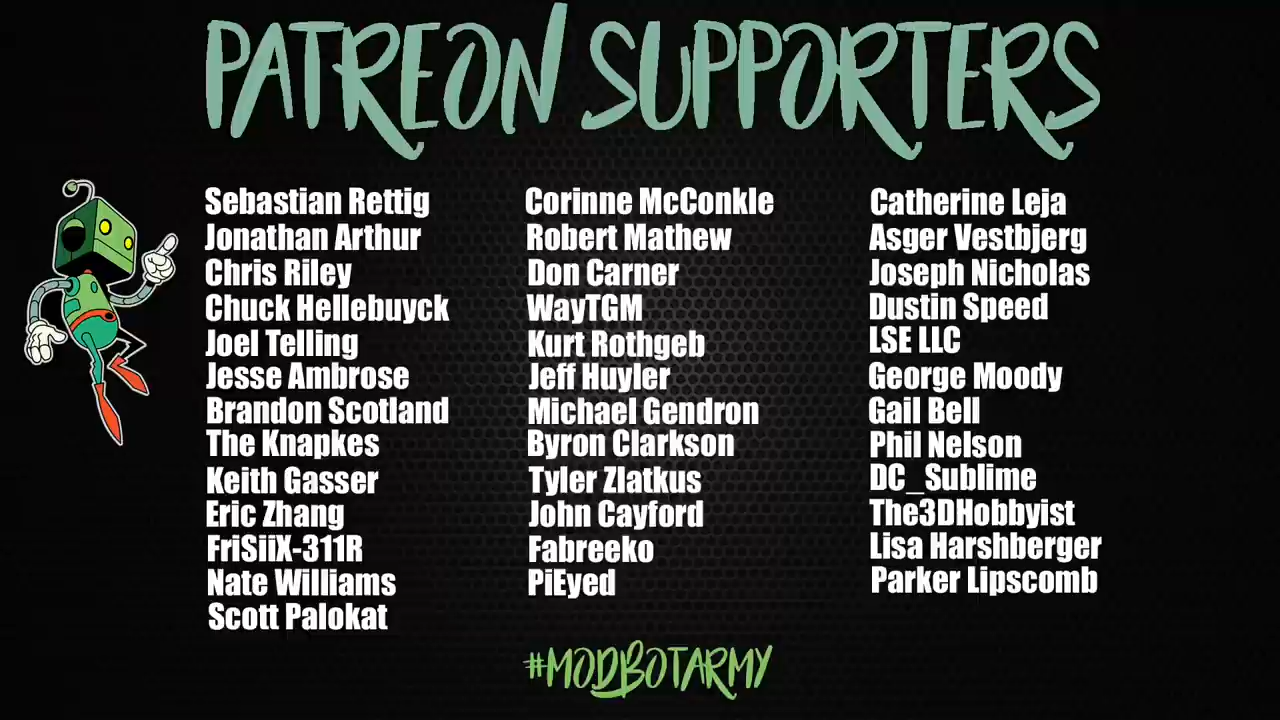 PATREON SUPPORTERS
Sebastian Rettig
Jonathan Arthur
Chris Riley
Chuck Hellebuyck
Joel Telling
Jesse Ambrose
Brandon Scotland
The Knapkes
Keith Gasser
Eric Zhang
FriSiiX-311R
Nate Williams
Scott Palokat
Corinne McConkle
Robert Mathew
Don Carner
WayTGM
Kurt Rothgeb
Jeff Huyler
Michael Gendron
Byron Clarkson
Tyler Zlatkus
John Cayford
Fabreeko
PiEyed
Catherine Leja
Asger Vestbjerg
Joseph Nicholas
Dustin Speed
LSE LLC
George Moody
Gail Bell
Phil Nelson
DC_Sublime
The3DHobbyist
Lisa Harshberger
Parker Lipscomb
#MODBOTARMY